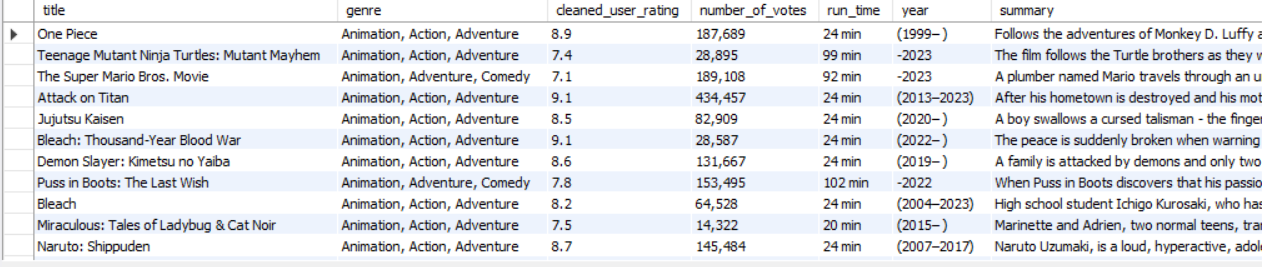 title genre cleaned_user_rating number_of_votes run_time year summary
One Piece Animation, Action, Adventure 8.9 187,689 24 min (1999– ) Follows the adventures of Monkey D. Luffy a
Teenage Mutant Ninja Turtles: Mutant Mayhem Animation, Action, Adventure 7.4 28,895 99 min -2023 The film follows the Turtle brothers as they w
The Super Mario Bros. Movie Animation, Adventure, Comedy 7.1 189,108 92 min -2023 A plumber named Mario travels through an u
Attack on Titan Animation, Action, Adventure 9.1 434,457 24 min (2013–2023) After his hometown is destroyed and his mot
Jujutsu Kaisen Animation, Action, Adventure 8.5 82,909 24 min (2020– ) A boy swallows a cursed talisman - the finger
Bleach: Thousand-Year Blood War Animation, Action, Adventure 9.1 28,587 24 min (2022– ) The peace is suddenly broken when warning
Demon Slayer: Kimetsu no Yaiba Animation, Action, Adventure 8.6 131,667 24 min (2019– ) A family is attacked by demons and only two
Puss in Boots: The Last Wish Animation, Adventure, Comedy 7.8 153,495 102 min -2022 When Puss in Boots discovers that his passio
Bleach Animation, Action, Adventure 8.2 64,528 24 min (2004–2023) High school student Ichigo Kurosaki, who has
Miraculous: Tales of Ladybug & Cat Noir Animation, Action, Adventure 7.5 14,322 20 min (2015– ) Marinette and Adrien, two normal teens, tra
Naruto: Shippuden Animation, Action, Adventure 8.7 145,484 24 min (2007–2017) Naruto Uzumaki, is a loud, hyperactive, adol